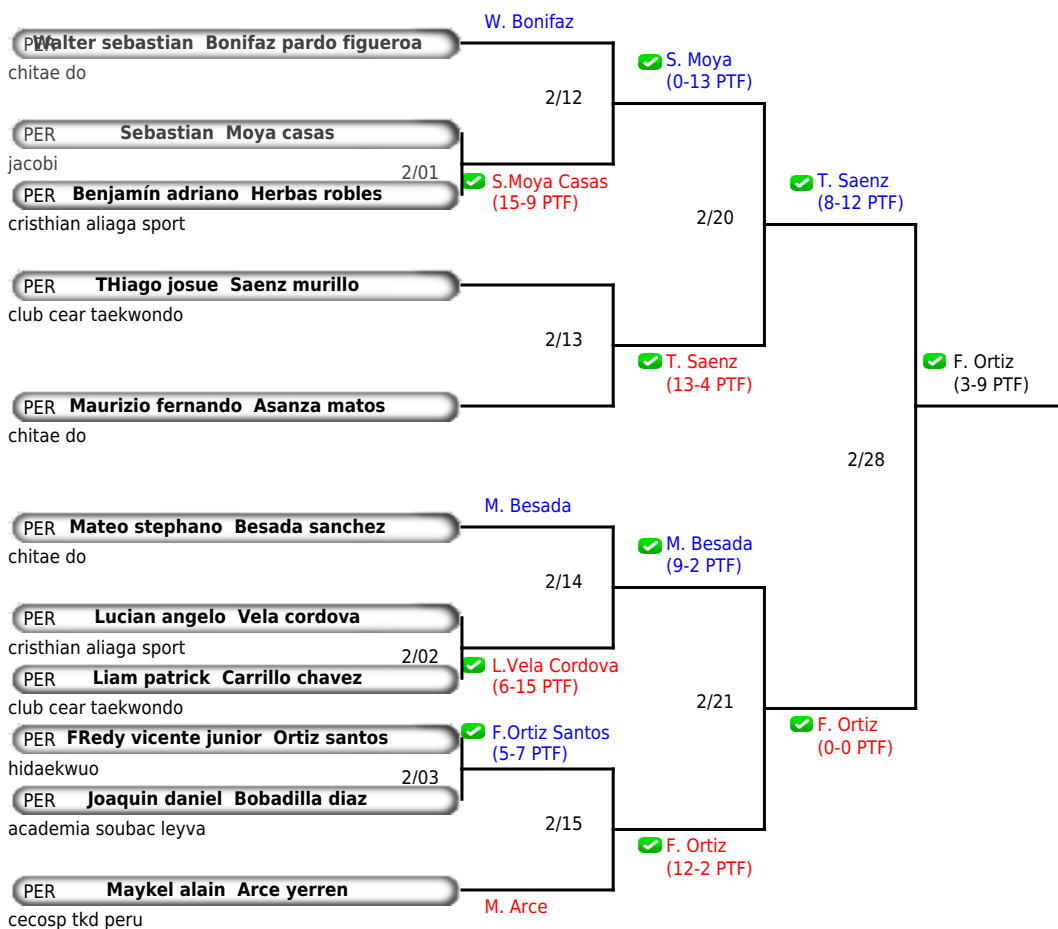 W. Bonifaz
PER Walter sebastian Bonifaz pardo figueroa
chitae do
S. Moya
(0-13 PTF)
2/12
PER Sebastian Moya casas
jacobi
2/01
S.Moya Casas
(15-9 PTF)
PER Benjamín adriano Herbas robles
cristhian aliaga sport
T. Saenz
(8-12 PTF)
2/20
PER THiago josue Saenz murillo
club cear taekwondo
2/13
T. Saenz
(13-4 PTF)
F. Ortiz
(3-9 PTF)
PER Maurizio fernando Asanza matos
chitae do
2/28
M. Besada
PER Mateo stephano Besada sanchez
chitae do
M. Besada
(9-2 PTF)
2/14
PER Lucian angelo Vela cordova
cristhian aliaga sport
2/02
L.Vela Cordova
(6-15 PTF)
PER Liam patrick Carrillo chavez
club cear taekwondo
2/21
F. Ortiz
(0-0 PTF)
PER FRedy vicente junior Ortiz santos
hidaekwuo
F.Ortiz Santos
(5-7 PTF)
2/03
PER Joaquin daniel Bobadilla diaz
academia soubac leyva
2/15
F. Ortiz
(12-2 PTF)
PER Maykel alain Arce yerren
cecosp tkd peru
M. Arce